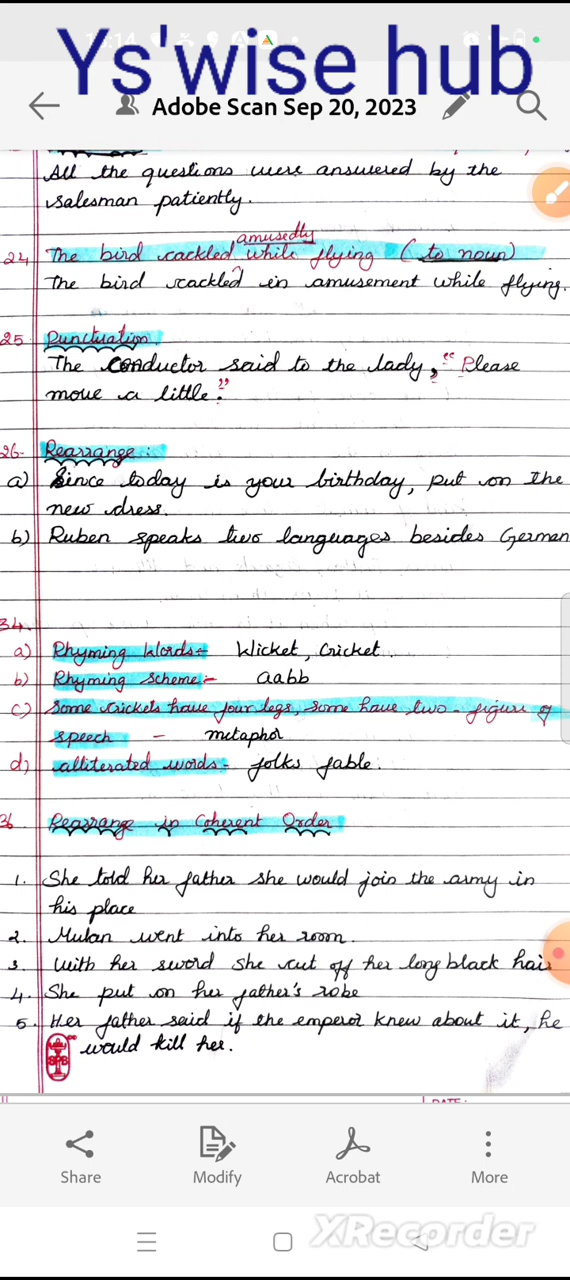 Ys'wise hub
Adobe Scan Sep 20, 2023
All the questions were answered by the
salesman patiently.
amusedly
24 The bird cackled while flying (to noun)
The bird cackled in amusement while flying.
25 Punctuation
The Conductor said to the lady, "Please
move a little."
26. Rearrange:
a) Since today is your birthday, put on the
new dress.
b) Ruben speaks two languages besides German
34.
a) Rhyming Words:- Wicket, Cricket.
b) Rhyming Scheme:- aabb
c) Some crickets have four legs, some have two - figure of
speech - metaphor
d) alliterated words- folks fable.
36 Rearrange in Coherent Order
1. She told her father she would join the army in
his place
2. Mulan went into her room.
3. With her sword she cut off her long black hair
4. She put on her father's robe
5. Her father said if the emperor knew about it, he
would kill her.
SPB
DATE:
Share Modify Acrobat More
XRecorder